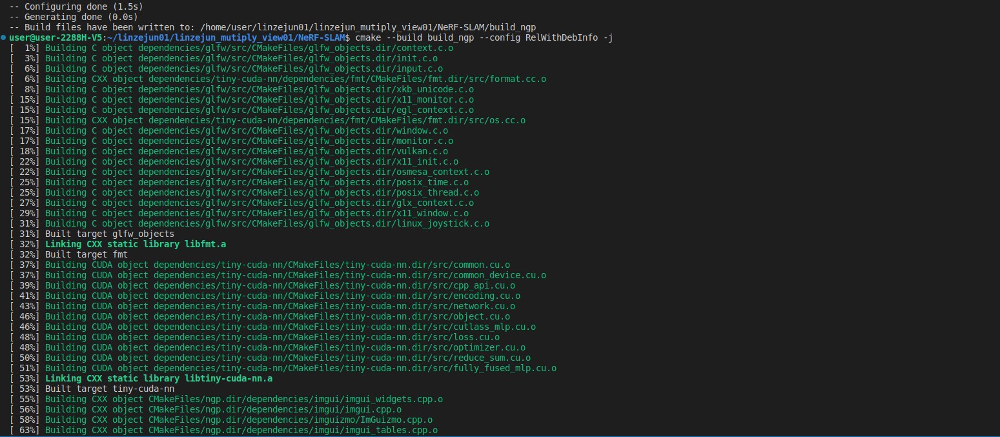 -- Configuring done (1.5s)
-- Generating done (0.0s)
-- Build files have been written to: /home/user/linzejun01/linzejun_mutiply_view01/NeRF-SLAM/build_ngp
user@user-2288H-V5:~/linzejun01/linzejun_mutiply_view01/NeRF-SLAM$ cmake --build build_ngp --config RelWithDebInfo -j
[  1%] Building C object dependencies/glfw/src/CMakeFiles/glfw_objects.dir/context.c.o
[  3%] Building C object dependencies/glfw/src/CMakeFiles/glfw_objects.dir/init.c.o
[  6%] Building C object dependencies/glfw/src/CMakeFiles/glfw_objects.dir/input.c.o
[  6%] Building CXX object dependencies/tiny-cuda-nn/dependencies/fmt/CMakeFiles/fmt.dir/src/format.cc.o
[  8%] Building C object dependencies/glfw/src/CMakeFiles/glfw_objects.dir/xkb_unicode.c.o
[ 15%] Building C object dependencies/glfw/src/CMakeFiles/glfw_objects.dir/x11_monitor.c.o
[ 15%] Building C object dependencies/glfw/src/CMakeFiles/glfw_objects.dir/egl_context.c.o
[ 15%] Building CXX object dependencies/tiny-cuda-nn/dependencies/fmt/CMakeFiles/fmt.dir/src/os.cc.o
[ 17%] Building C object dependencies/glfw/src/CMakeFiles/glfw_objects.dir/window.c.o
[ 17%] Building C object dependencies/glfw/src/CMakeFiles/glfw_objects.dir/monitor.c.o
[ 18%] Building C object dependencies/glfw/src/CMakeFiles/glfw_objects.dir/vulkan.c.o
[ 22%] Building C object dependencies/glfw/src/CMakeFiles/glfw_objects.dir/x11_init.c.o
[ 22%] Building C object dependencies/glfw/src/CMakeFiles/glfw_objects.dir/osmesa_context.c.o
[ 25%] Building C object dependencies/glfw/src/CMakeFiles/glfw_objects.dir/posix_time.c.o
[ 25%] Building C object dependencies/glfw/src/CMakeFiles/glfw_objects.dir/posix_thread.c.o
[ 27%] Building C object dependencies/glfw/src/CMakeFiles/glfw_objects.dir/glx_context.c.o
[ 29%] Building C object dependencies/glfw/src/CMakeFiles/glfw_objects.dir/x11_window.c.o
[ 31%] Building C object dependencies/glfw/src/CMakeFiles/glfw_objects.dir/linux_joystick.c.o
[ 31%] Built target glfw_objects
[ 32%] Linking CXX static library libfmt.a
[ 32%] Built target fmt
[ 37%] Building CUDA object dependencies/tiny-cuda-nn/CMakeFiles/tiny-cuda-nn.dir/src/common.cu.o
[ 37%] Building CUDA object dependencies/tiny-cuda-nn/CMakeFiles/tiny-cuda-nn.dir/src/common_device.cu.o
[ 39%] Building CUDA object dependencies/tiny-cuda-nn/CMakeFiles/tiny-cuda-nn.dir/src/cpp_api.cu.o
[ 41%] Building CUDA object dependencies/tiny-cuda-nn/CMakeFiles/tiny-cuda-nn.dir/src/encoding.cu.o
[ 43%] Building CUDA object dependencies/tiny-cuda-nn/CMakeFiles/tiny-cuda-nn.dir/src/network.cu.o
[ 46%] Building CUDA object dependencies/tiny-cuda-nn/CMakeFiles/tiny-cuda-nn.dir/src/object.cu.o
[ 46%] Building CUDA object dependencies/tiny-cuda-nn/CMakeFiles/tiny-cuda-nn.dir/src/cutlass_mlp.cu.o
[ 48%] Building CUDA object dependencies/tiny-cuda-nn/CMakeFiles/tiny-cuda-nn.dir/src/loss.cu.o
[ 48%] Building CUDA object dependencies/tiny-cuda-nn/CMakeFiles/tiny-cuda-nn.dir/src/optimizer.cu.o
[ 50%] Building CUDA object dependencies/tiny-cuda-nn/CMakeFiles/tiny-cuda-nn.dir/src/reduce_sum.cu.o
[ 51%] Building CUDA object dependencies/tiny-cuda-nn/CMakeFiles/tiny-cuda-nn.dir/src/fully_fused_mlp.cu.o
[ 53%] Linking CXX static library libtiny-cuda-nn.a
[ 53%] Built target tiny-cuda-nn
[ 55%] Building CXX object CMakeFiles/ngp.dir/dependencies/imgui/imgui_widgets.cpp.o
[ 56%] Building CXX object CMakeFiles/ngp.dir/dependencies/imgui/imgui.cpp.o
[ 58%] Building CXX object CMakeFiles/ngp.dir/dependencies/imguizmo/ImGuizmo.cpp.o
[ 63%] Building CXX object CMakeFiles/ngp.dir/dependencies/imgui/imgui_tables.cpp.o